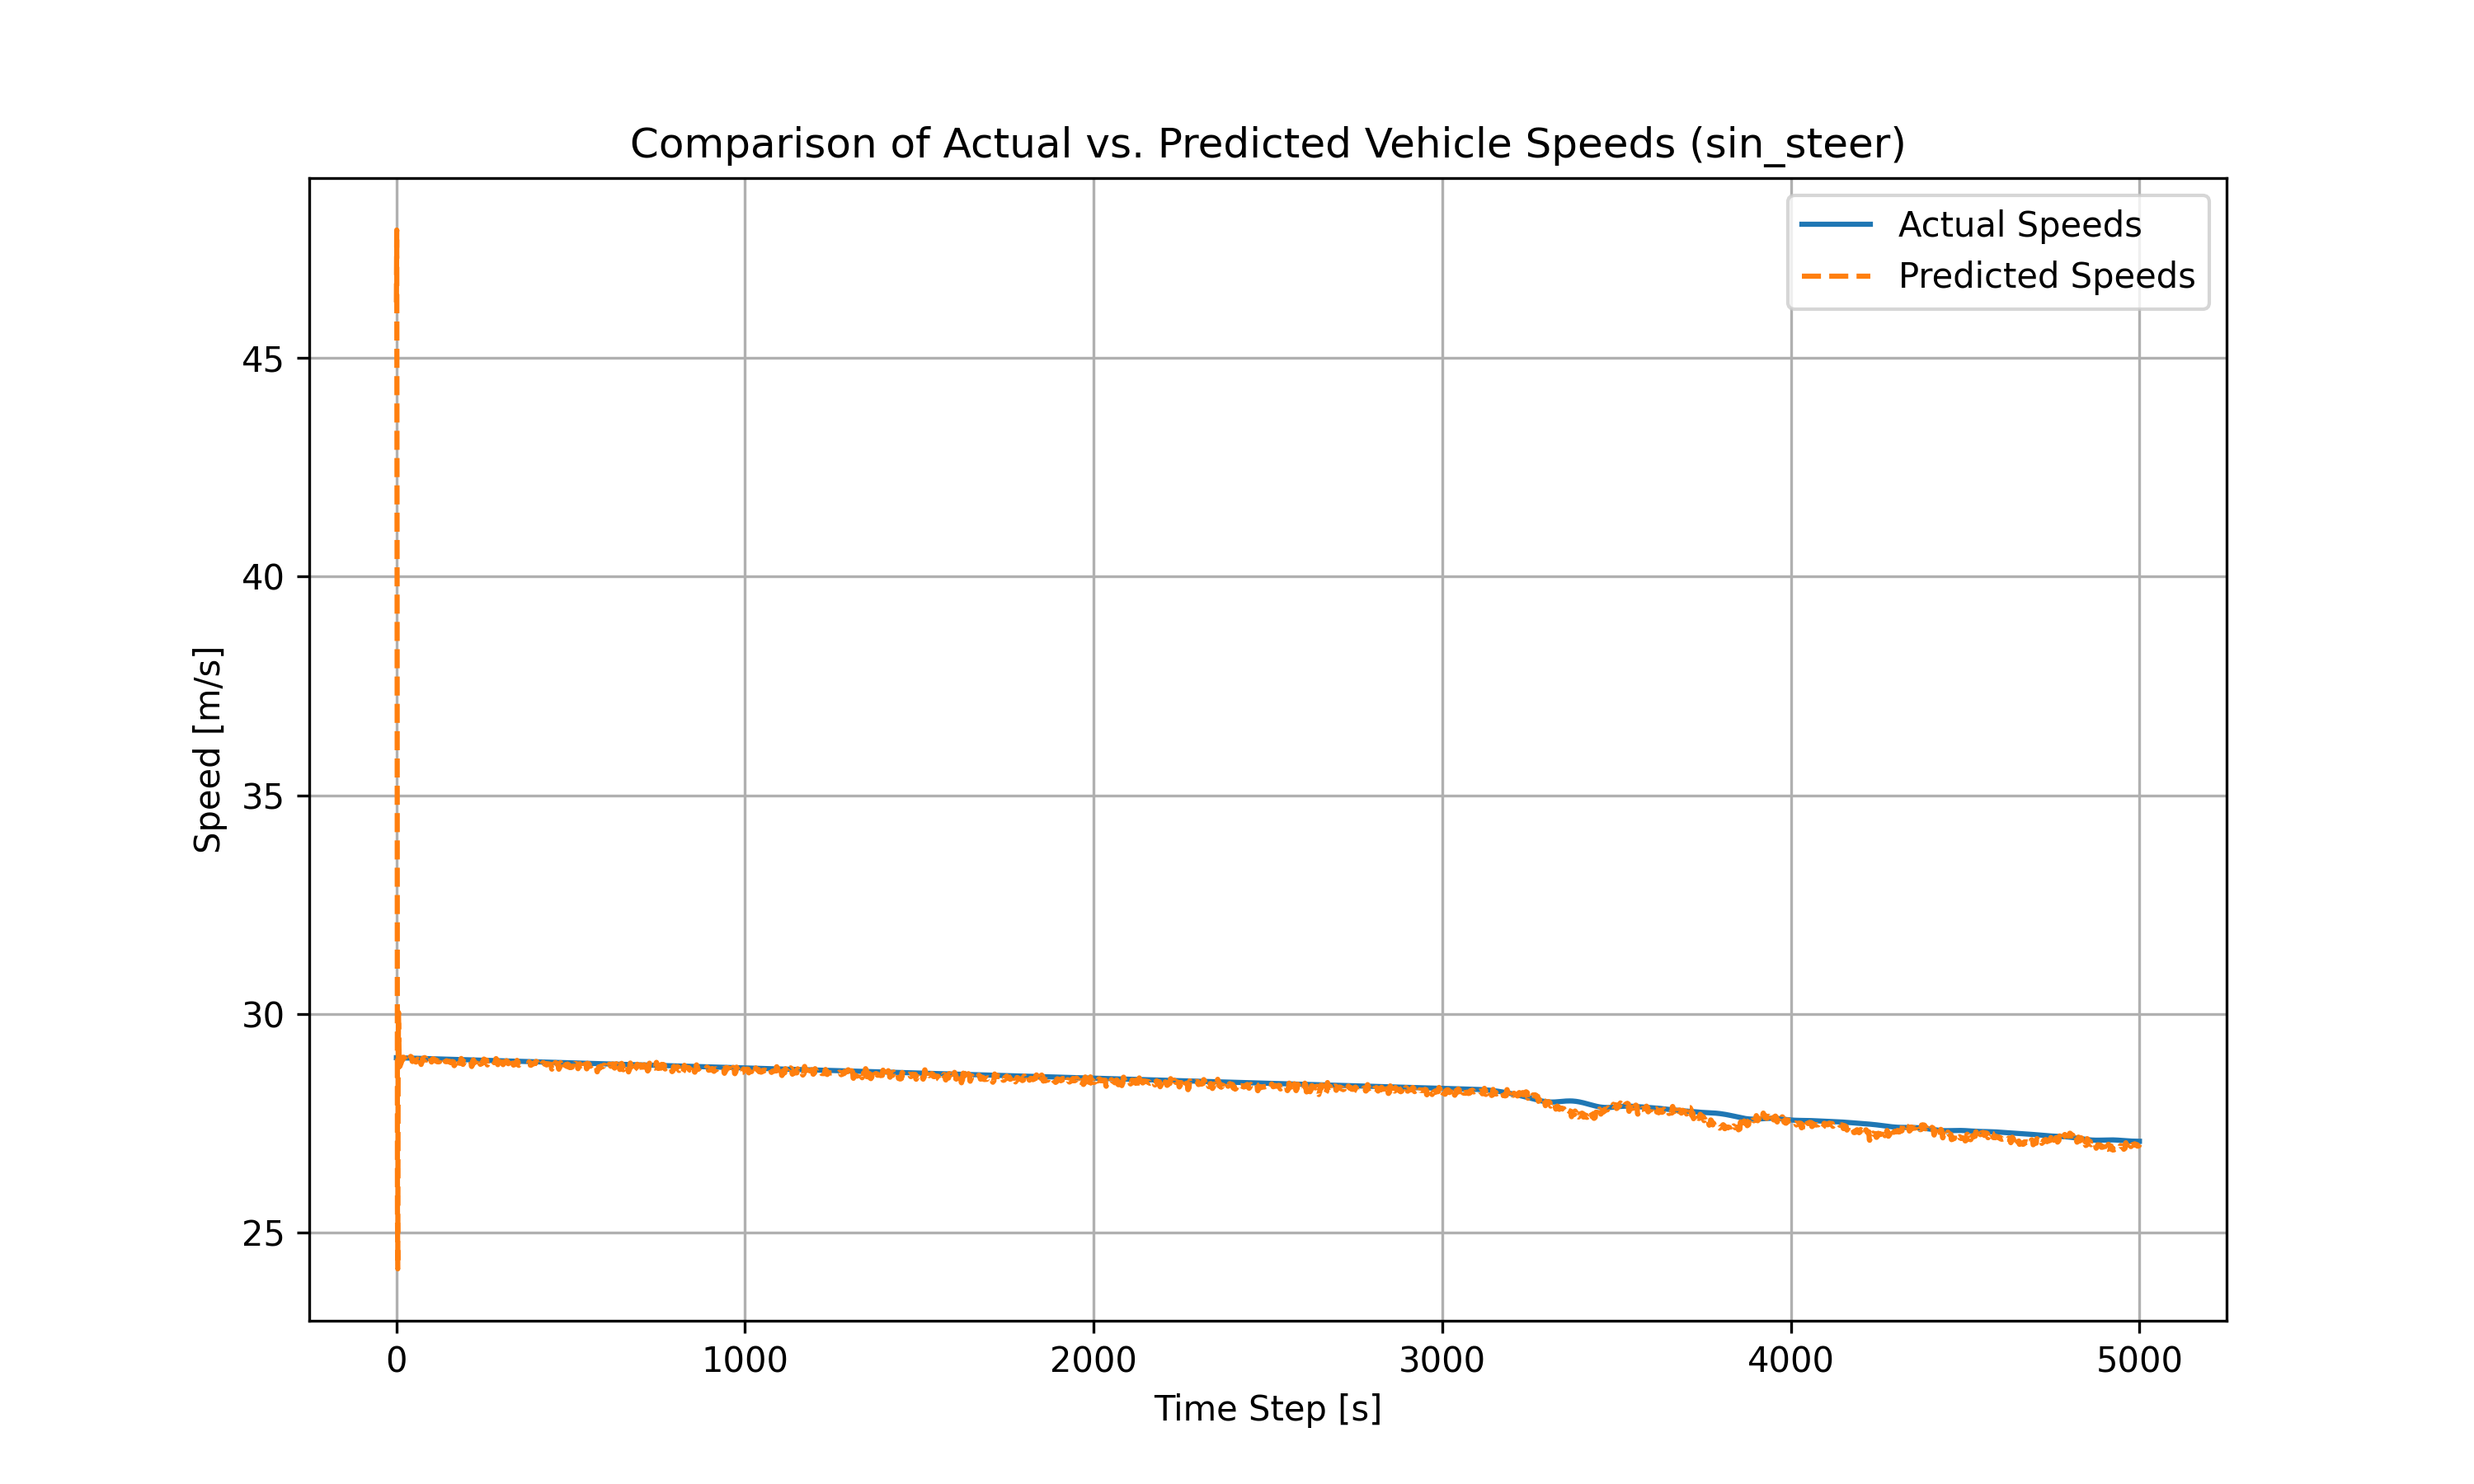 Comparison of Actual vs. Predicted Vehicle Speeds (sin_steer)
Actual Speeds
Predicted Speeds
45
40
35
30
25
Speed [m/s]
0 1000 2000 3000 4000 5000
Time Step [s]